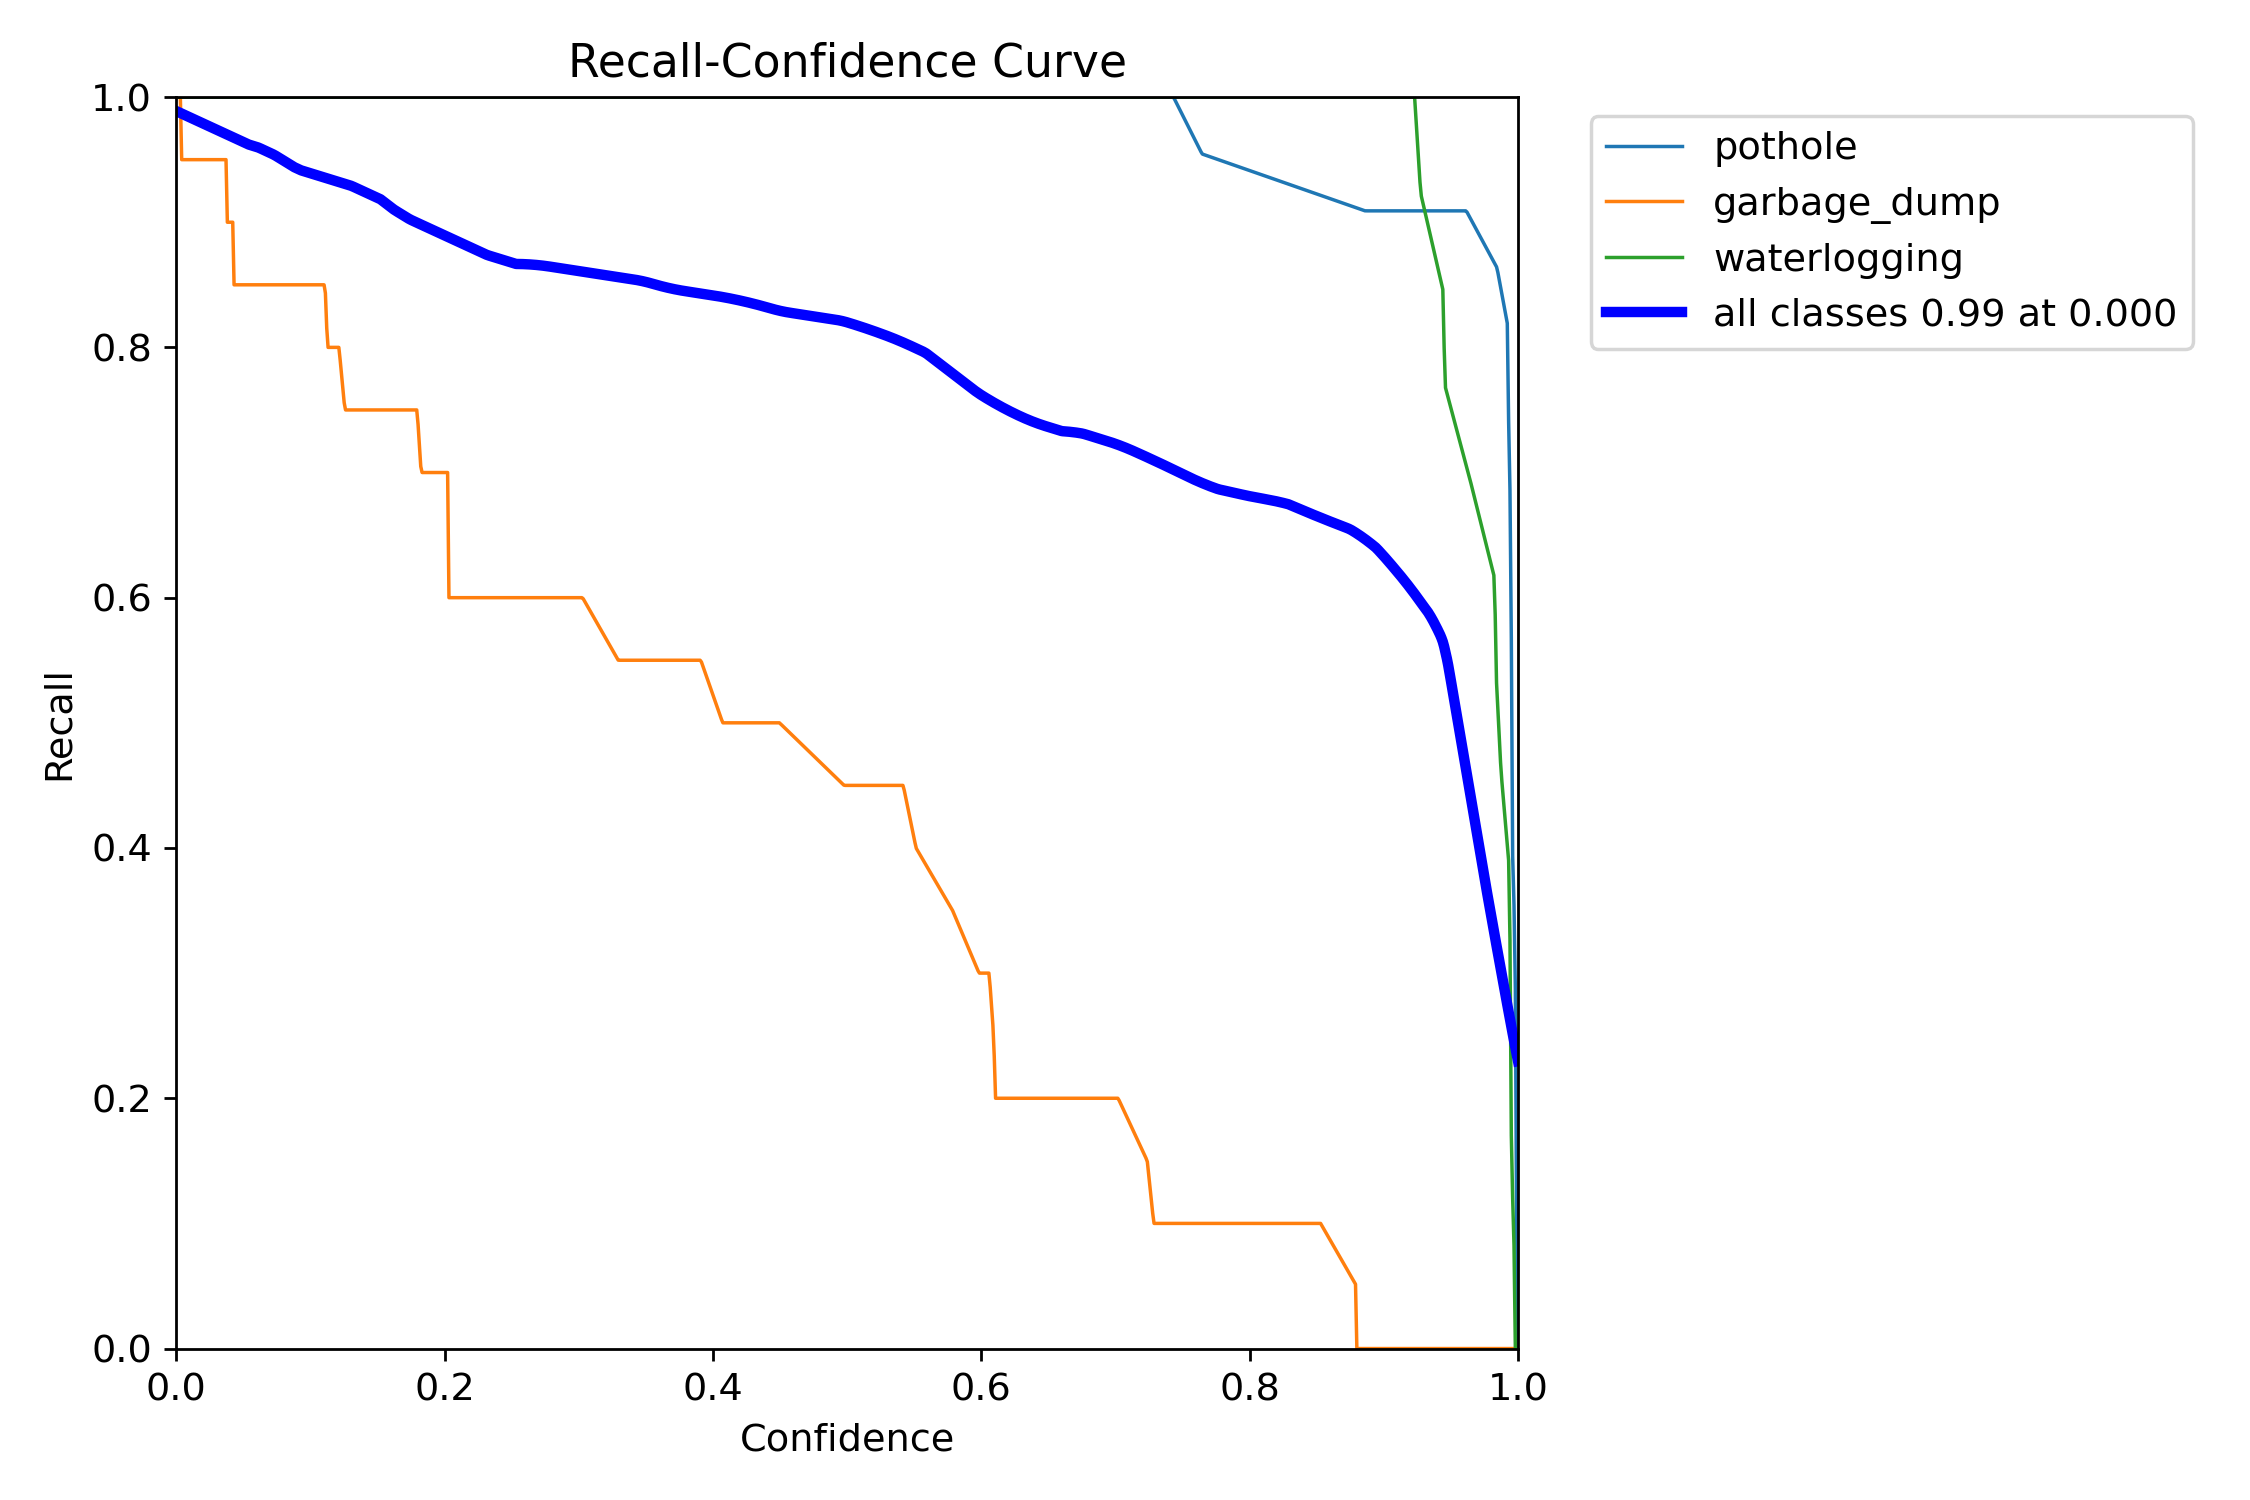 Recall-Confidence Curve
1.0
0.8
0.6
0.4
0.2
0.0
Recall
0.0 0.2 0.4 0.6 0.8 1.0
Confidence
pothole
garbage_dump
waterlogging
all classes 0.99 at 0.000